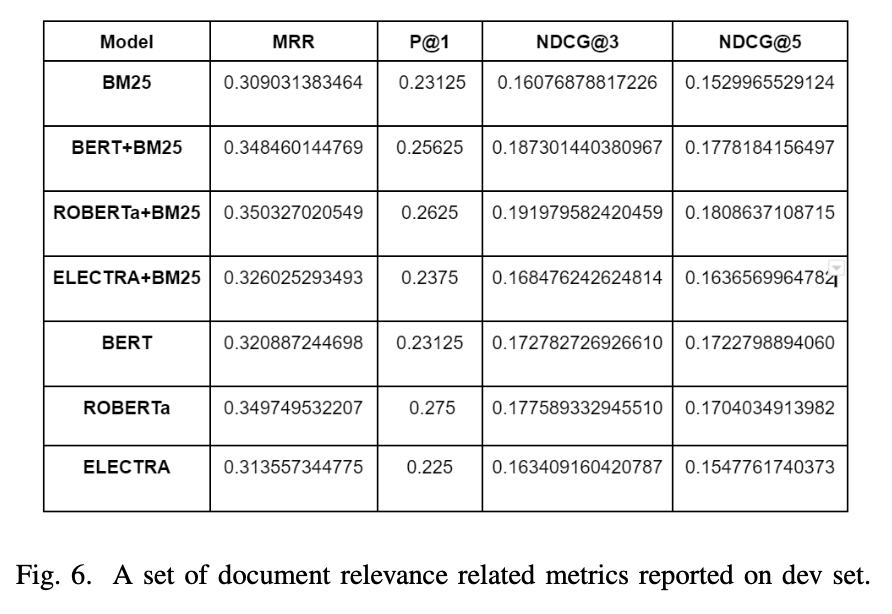 Model MRR P@1 NDCG@3 NDCG@5
BM25 0.309031383464 0.23125 0.16076878817226 0.1529965529124
BERT+BM25 0.348460144769 0.25625 0.187301440380967 0.1778184156497
ROBERTa+BM25 0.350327020549 0.2625 0.191979582420459 0.1808637108715
ELECTRA+BM25 0.326025293493 0.2375 0.168476242624814 0.1636569964782
BERT 0.320887244698 0.23125 0.172782726926610 0.1722798894060
ROBERTa 0.349749532207 0.275 0.177589332945510 0.1704034913982
ELECTRA 0.313557344775 0.225 0.163409160420787 0.1547761740373
Fig. 6. A set of document relevance related metrics reported on dev set.